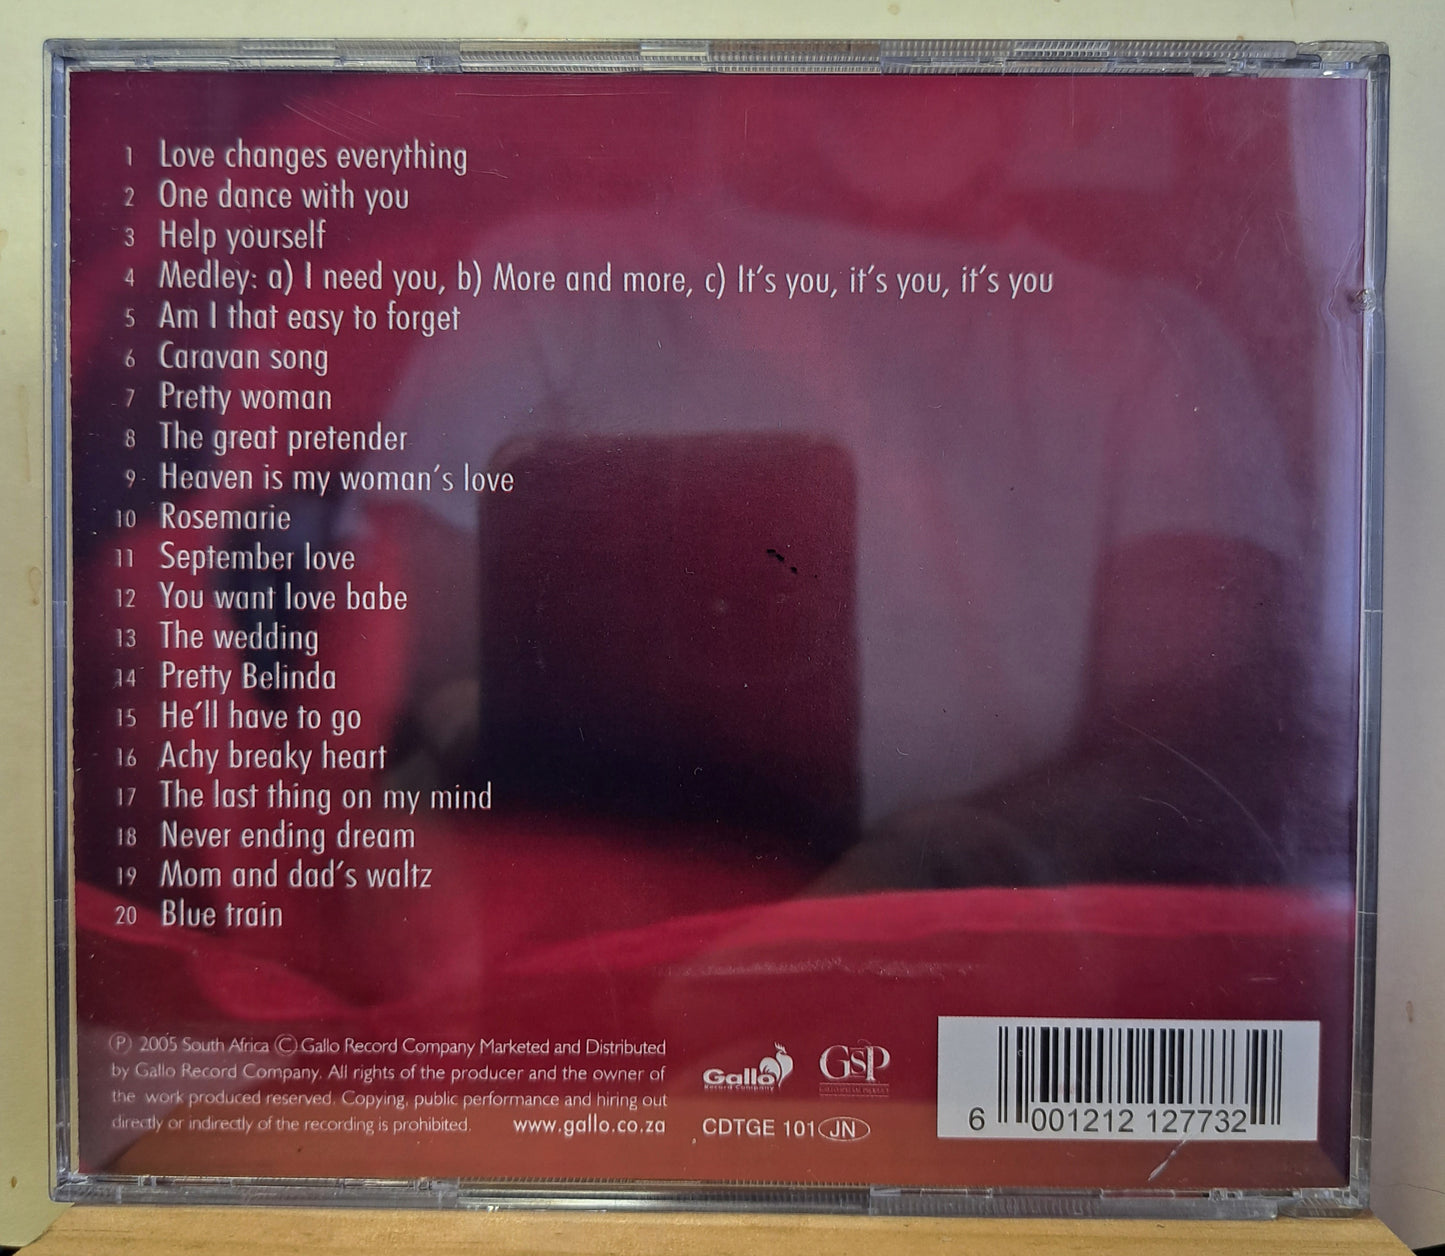 1 Love changes everything
2 One dance with you
3 Help yourself
4 Medley: a) I need you, b) More and more, c) It's you, it's you, it's you
5 Am I that easy to forget
6 Caravan song
7 Pretty woman
8 The great pretender
9 Heaven is my woman's love
10 Rosemarie
11 September love
12 You want love babe
13 The wedding
14 Pretty Belinda
15 He'll have to go
16 Achy breaky heart
17 The last thing on my mind
18 Never ending dream
19 Mom and dad's waltz
20 Blue train
Ⓟ 2005 South Africa © Gallo Record Company Marketed and Distributed
by Gallo Record Company. All rights of the producer and the owner of
the work produced reserved. Copying, public performance and hiring out
directly or indirectly of the recording is prohibited. www.gallo.co.za
Gallo
Record Company
GSP
CDTGE 101 JN
6 001212 127732